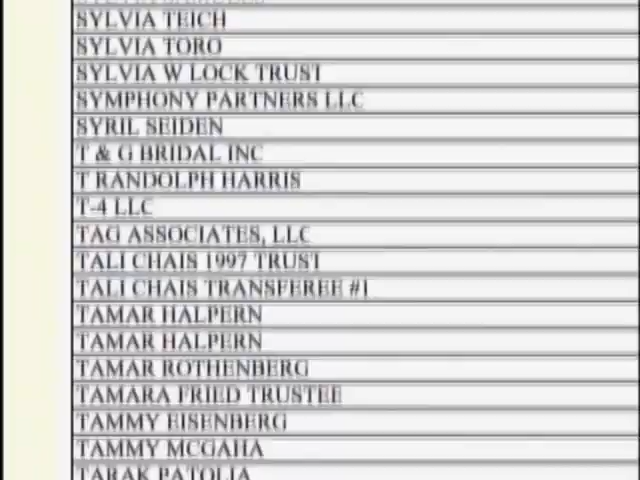 SYLVIA TEICH
SYLVIA TORO
SYLVIA W LOCK TRUST
SYMPHONY PARTNERS LLC
SYRIL SEIDEN
T & G BRIDAL INC
T RANDOLPH HARRIS
T-4 LLC
TAG ASSOCIATES, LLC
TALI CHAIS 1997 TRUST
TALI CHAIS TRANSFEREE #1
TAMAR HALPERN
TAMAR HALPERN
TAMAR ROTHENBERG
TAMARA FRIED TRUSTEE
TAMMY EISENBERG
TAMMY MCGAHA
TARAK PATOLIA